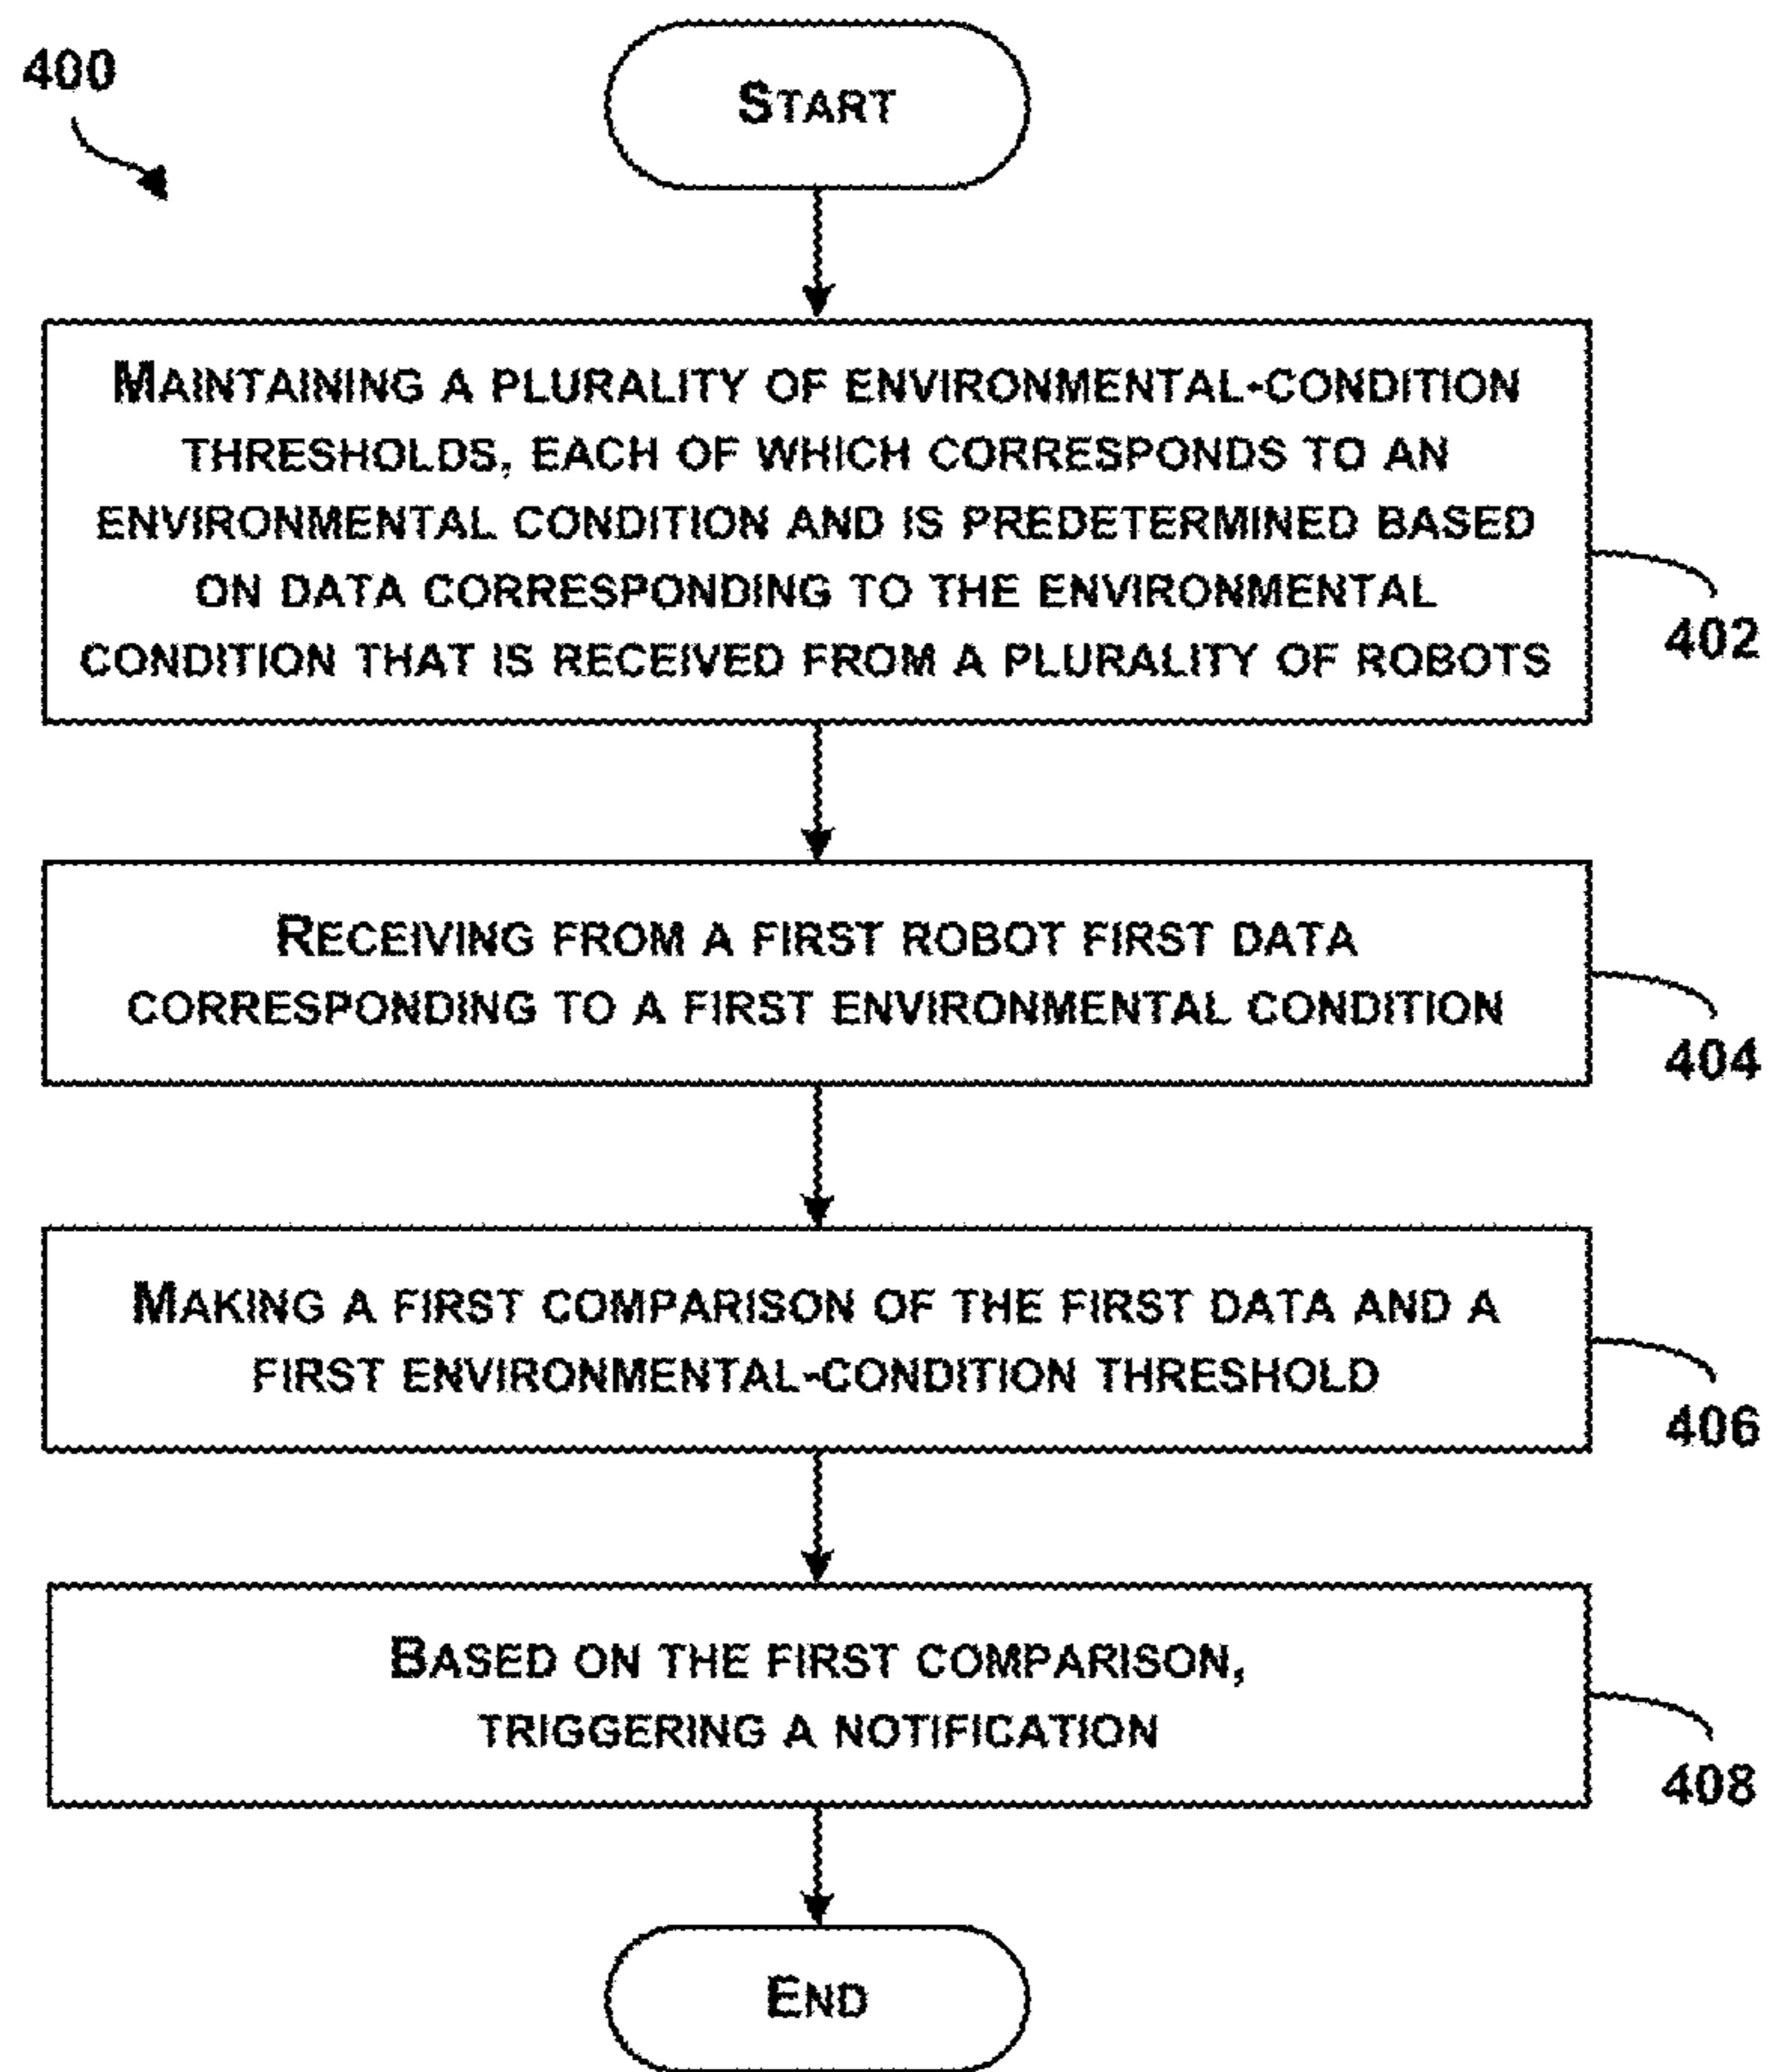 400
START
MAINTAINING A PLURALITY OF ENVIRONMENTAL-CONDITION
THRESHOLDS, EACH OF WHICH CORRESPONDS TO AN
ENVIRONMENTAL CONDITION AND IS PREDETERMINED BASED
ON DATA CORRESPONDING TO THE ENVIRONMENTAL
CONDITION THAT IS RECEIVED FROM A PLURALITY OF ROBOTS
402
RECEIVING FROM A FIRST ROBOT FIRST DATA
CORRESPONDING TO A FIRST ENVIRONMENTAL CONDITION
404
MAKING A FIRST COMPARISON OF THE FIRST DATA AND A
FIRST ENVIRONMENTAL-CONDITION THRESHOLD
406
BASED ON THE FIRST COMPARISON,
TRIGGERING A NOTIFICATION
408
END